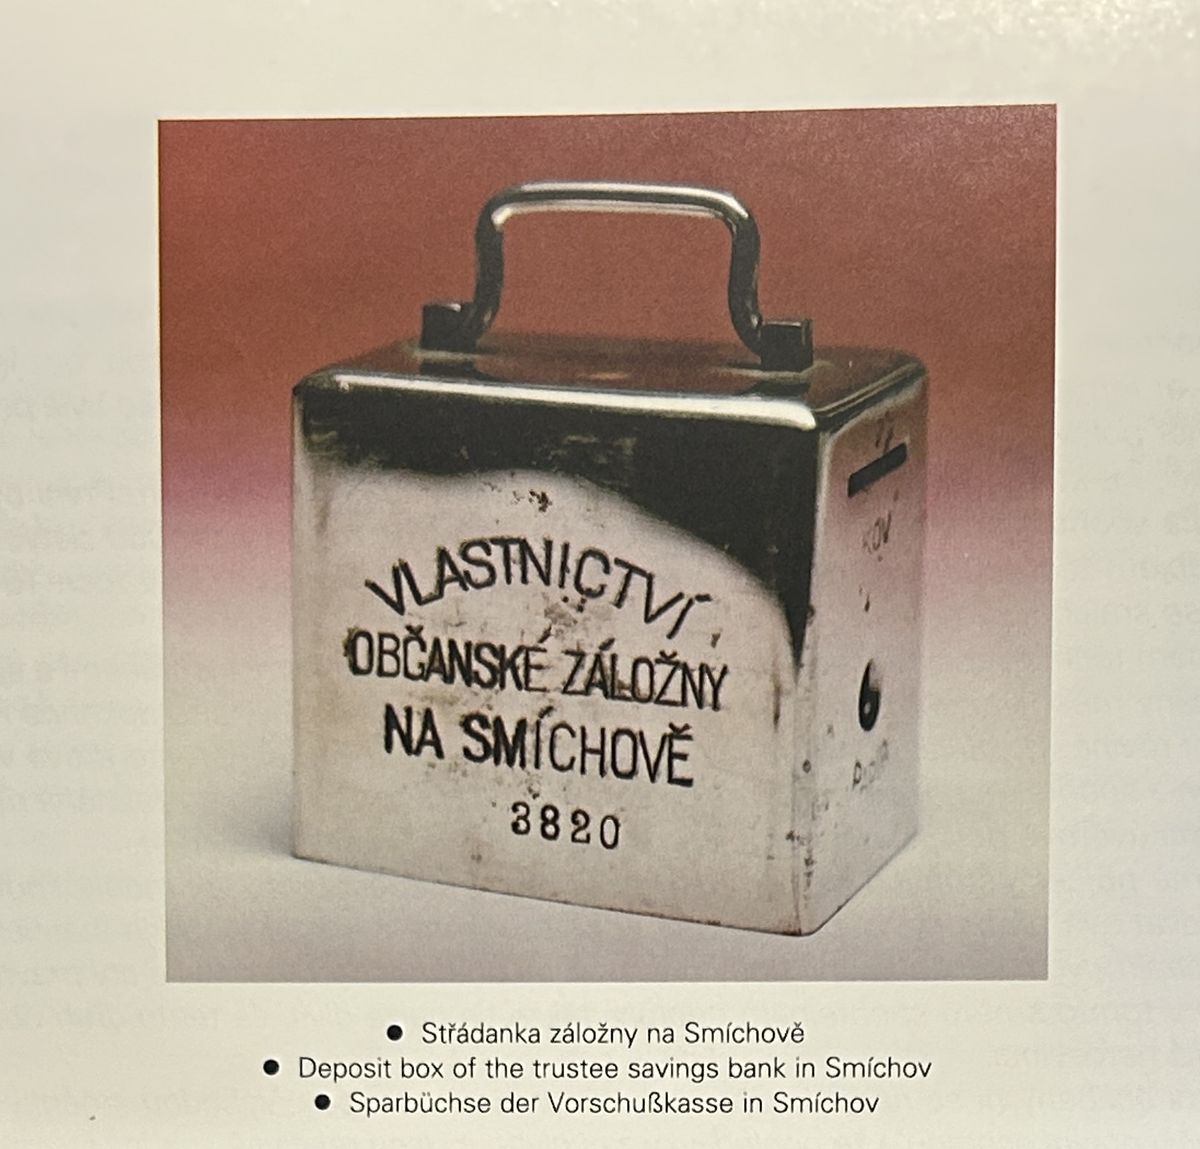 VLASTNICTVÍ
OBČANSKÉ ZÁLOŽNY
NA SMÍCHOVĚ
3820
KOV
● Střádanka záložny na Smíchově
● Deposit box of the trustee savings bank in Smíchov
● Sparbüchse der Vorschußkasse in Smíchov